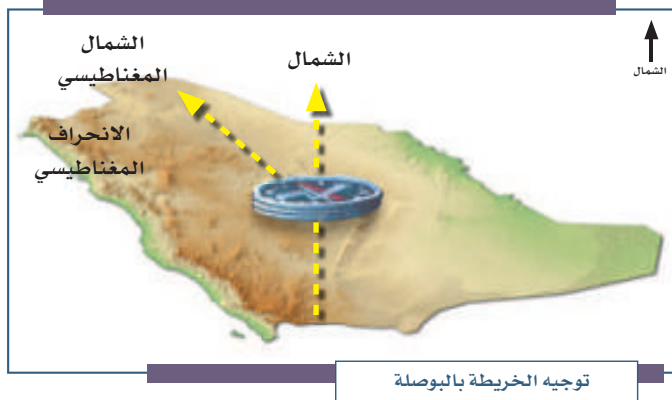 الشمال
المغناطيسي
الشمال
الشمال
الانحراف
المغناطيسي
توجيه الخريطة بالبوصلة